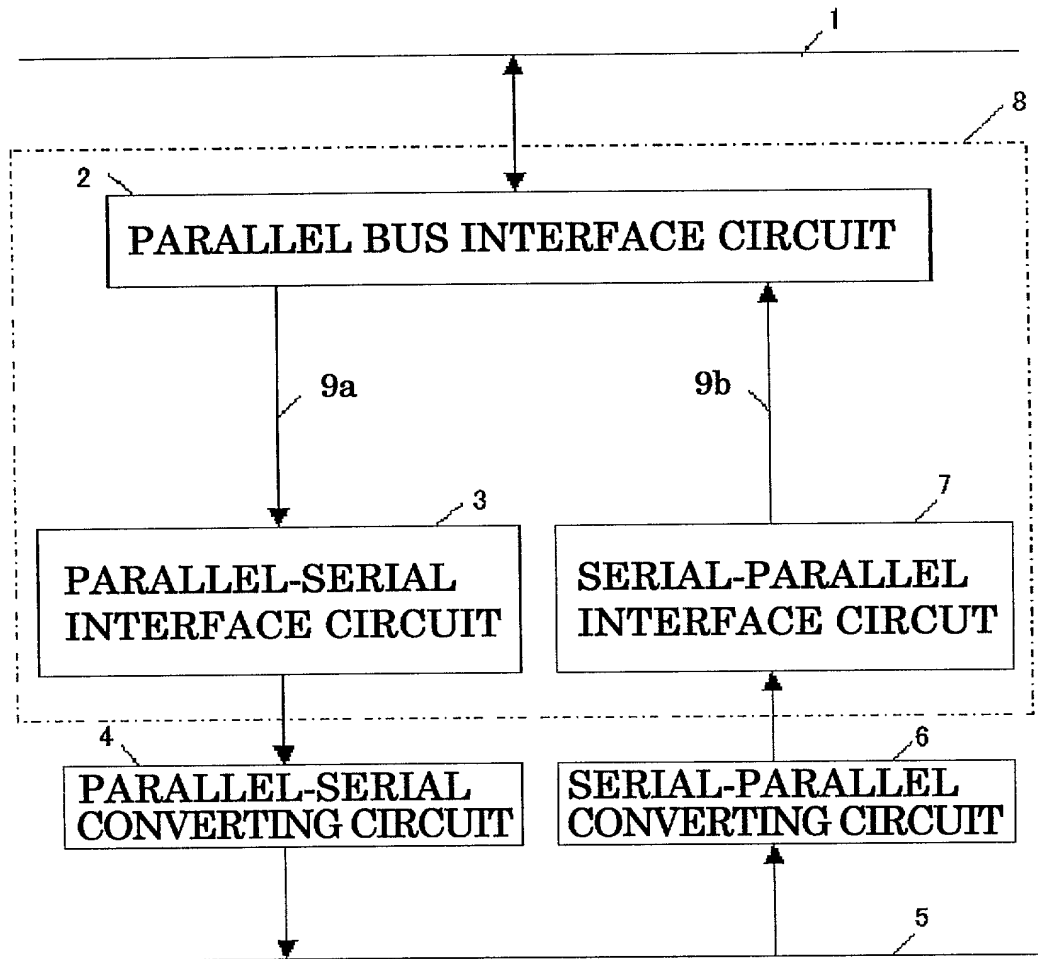 1
8
2
PARALLEL BUS INTERFACE CIRCUIT
9a
9b
3
7
PARALLEL-SERIAL
INTERFACE CIRCUIT
SERIAL-PARALLEL
INTERFACE CIRCUT
4
6
PARALLEL-SERIAL
CONVERTING CIRCUIT
SERIAL-PARALLEL
CONVERTING CIRCUIT
5